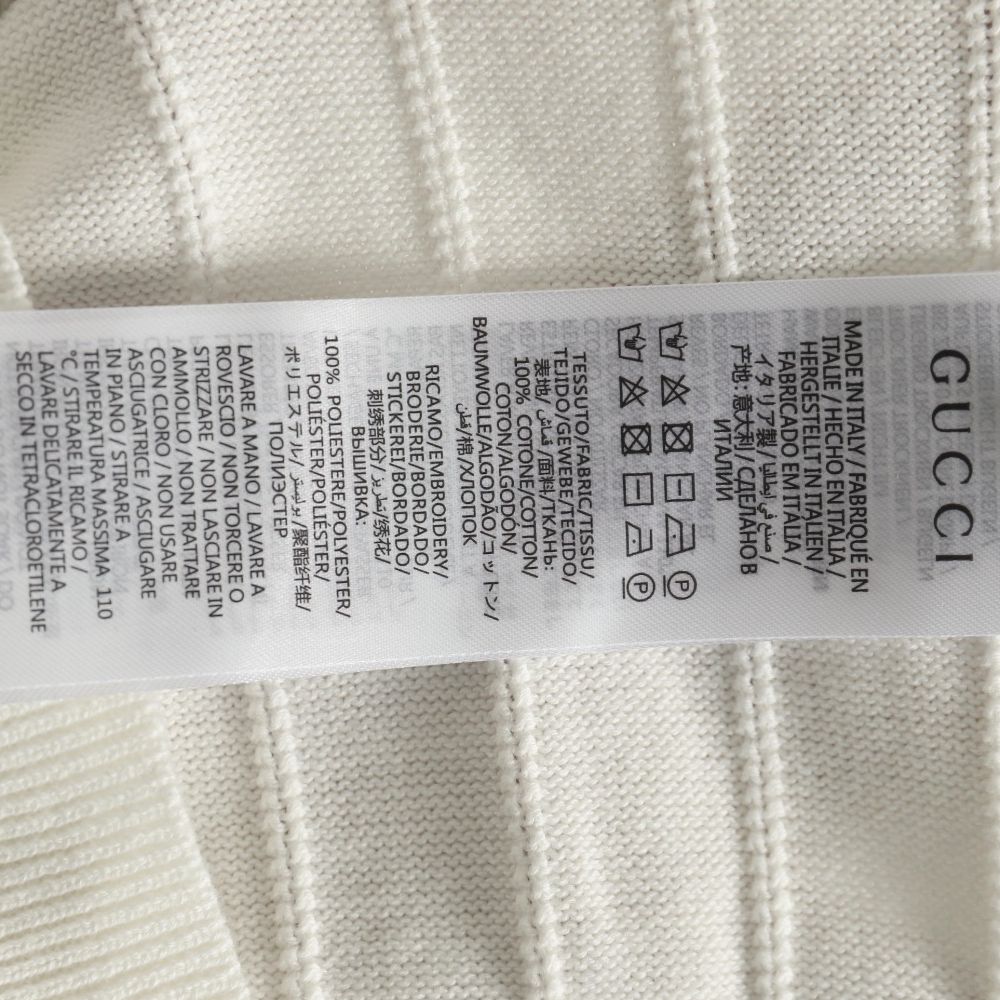 GUCCI
MADE IN ITALY / FABRIQUÉ EN
ITALIE / HECHO EN ITALIA /
HERGESTELLT IN ITALIEN /
FABRICADO EM ITALIA /
イタリア製 / صنع في إيطاليا /
产地: 意大利 / СДЕЛАНО В
ИТАЛИИ
P
P
TESSUTO/FABRIC/TISSU/
TEJIDO/GEWEBE/TECIDO/
表地/ قماش /面料/ТКАНЬ:
100% COTONE/COTTON/
COTON/ALGODÓN/
BAUMWOLLE/ALGODÃO/コットン/
قطن/棉/ХЛОПОК
RICAMO/EMBROIDERY/
BRODERIE/BORDADO/
STICKEREI/BORDADO/
刺绣部分/ تطريز /绣花/
ВЫШИВКА:
100% POLIESTERE/POLYESTER/
POLIÉSTER/POLIÉSTER/
ポリエステル/ بوليستر /聚酯纤维/
ПОЛИЭСТЕР
LAVARE A MANO / LAVARE A
ROVESCIO / NON TORCERE O
STRIZZARE / NON LASCIARE IN
AMMOLLO / NON TRATTARE
CON CLORO / NON USARE
ASCIUGATRICE / ASCIUGARE
IN PIANO / STIRARE A
TEMPERATURA MASSIMA 110
°C / STIRARE IL RICAMO /
LAVARE DELICATAMENTE A
SECCO IN TETRACLOROETILENE